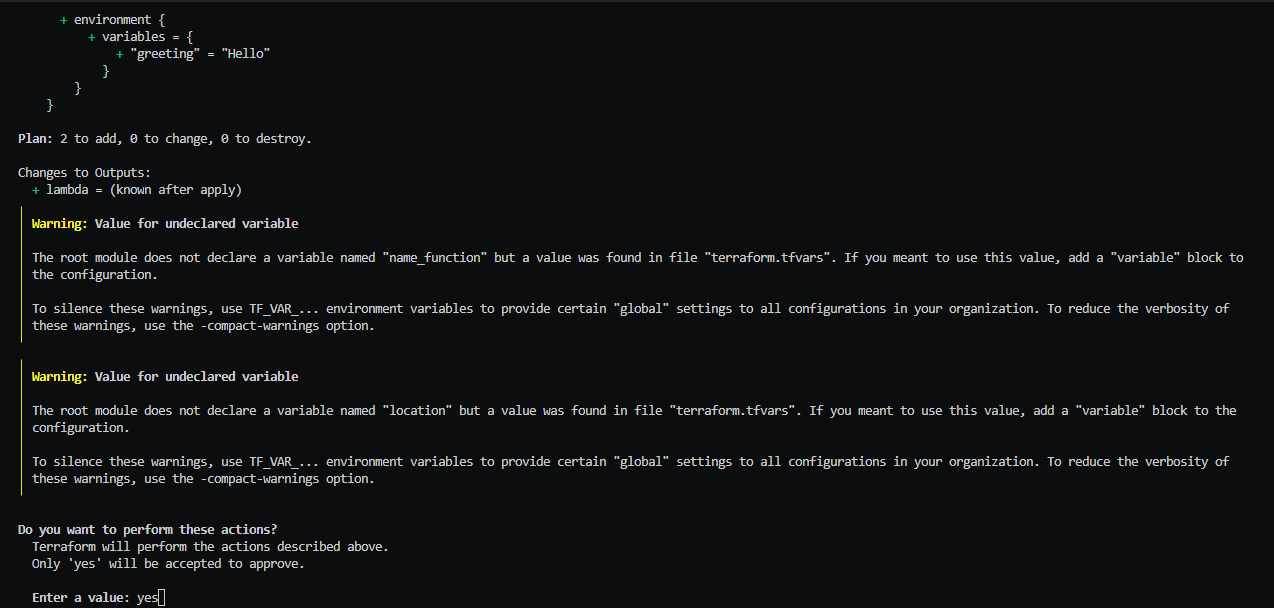 + environment {
+ variables = {
+ "greeting" = "Hello"
}
}
}
Plan: 2 to add, 0 to change, 0 to destroy.
Changes to Outputs:
+ lambda = (known after apply)
Warning: Value for undeclared variable
The root module does not declare a variable named "name_function" but a value was found in file "terraform.tfvars". If you meant to use this value, add a "variable" block to
the configuration.
To silence these warnings, use TF_VAR_... environment variables to provide certain "global" settings to all configurations in your organization. To reduce the verbosity of
these warnings, use the -compact-warnings option.
Warning: Value for undeclared variable
The root module does not declare a variable named "location" but a value was found in file "terraform.tfvars". If you meant to use this value, add a "variable" block to the
configuration.
To silence these warnings, use TF_VAR_... environment variables to provide certain "global" settings to all configurations in your organization. To reduce the verbosity of
these warnings, use the -compact-warnings option.
Do you want to perform these actions?
Terraform will perform the actions described above.
Only 'yes' will be accepted to approve.
Enter a value: yes